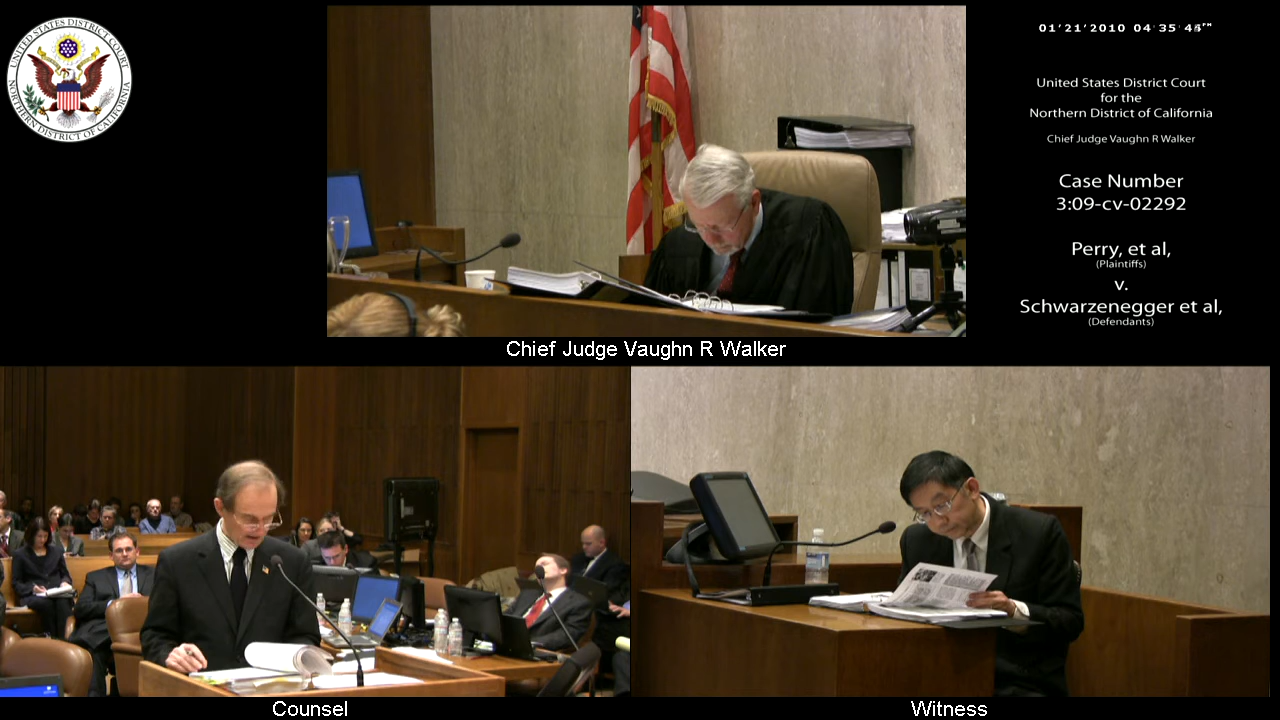 UNITED STATES DISTRICT COURT
NORTHERN DISTRICT OF CALIFORNIA
01'21'2010 04 35
United States District Court
for the
Northern District of California
Chief Judge Vaughn R Walker
Case Number
3:09-cv-02292
Perry, et al,
(Plaintiffs)
v.
Schwarzenegger et al,
(Defendants)
Chief Judge Vaughn R Walker
Counsel
Witness